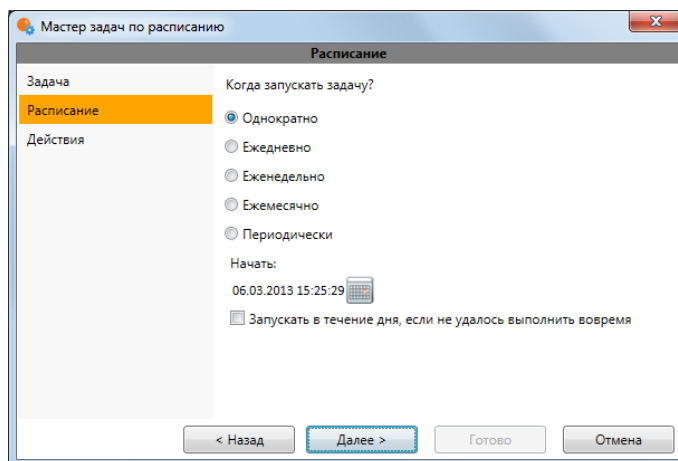 Мастер задач по расписанию
Расписание
Задача
Расписание
Действия
Когда запускать задачу?
Однократно
Ежедневно
Еженедельно
Ежемесячно
Периодически
Начать:
06.03.2013 15:25:29
Запускать в течение дня, если не удалось выполнить вовремя
< Назад
Далее >
Готово
Отмена